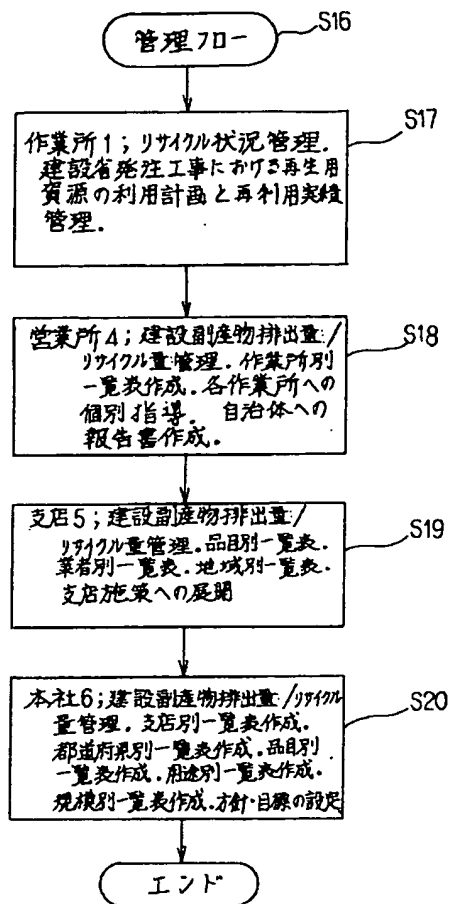 管理フロー
S16
作業所1;リサイクル状況管理.
建設省発注工事における再生用
資源の利用計画と再利用実績
管理.
S17
営業所4;建設副産物排出量/
リサイクル量管理.作業所別
一覧表作成.各作業所への
個別指導. 自治体への
報告書作成.
S18
支店5;建設副産物排出量/
リサイクル量管理.品目別一覧表.
業者別一覧表.地域別一覧表.
支店施策への展開
S19
本社6;建設副産物排出量/リサイクル
量管理.支店別一覧表作成.
都道府県別一覧表作成.品目別
一覧表作成.用途別一覧表作成.
規模別一覧表作成.方針・目標の設定
S20
エンド